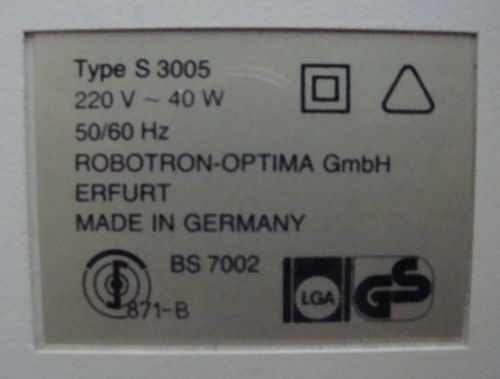 Type S 3005
220 V ~ 40 W
50/60 Hz
ROBOTRON-OPTIMA GmbH
ERFURT
MADE IN GERMANY
BS 7002
871-B
LGA
GS